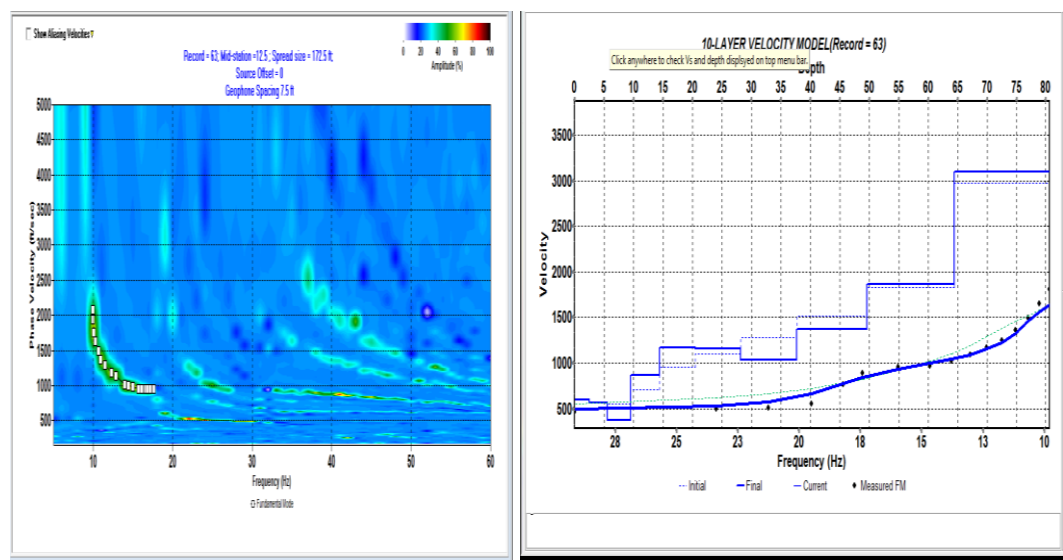 Show Aliasing Velocities
Record = 63; Mid-station =12.5 ; Spread size = 172.5 ft
Source Offset = 0
Geophone Spacing 7.5 ft
0 20 40 60 80 100
Amplitude (%)
Phase Velocity (ft/sec)
5000
4500
4000
3500
3000
2500
2000
1500
1000
500
10 20 30 40 50 60
Frequency (Hz)
Fundamental Mode
10-LAYER VELOCITY MODEL(Record = 63)
Click anywhere to check Vs and depth displsyed on top menu bar.
Depth
0 5 10 15 20 25 30 35 40 45 50 55 60 65 70 75 80
Velocity
3500
3000
2500
2000
1500
1000
500
28 25 23 20 18 15 13 10
Frequency (Hz)
Initial Final Current Measured FM